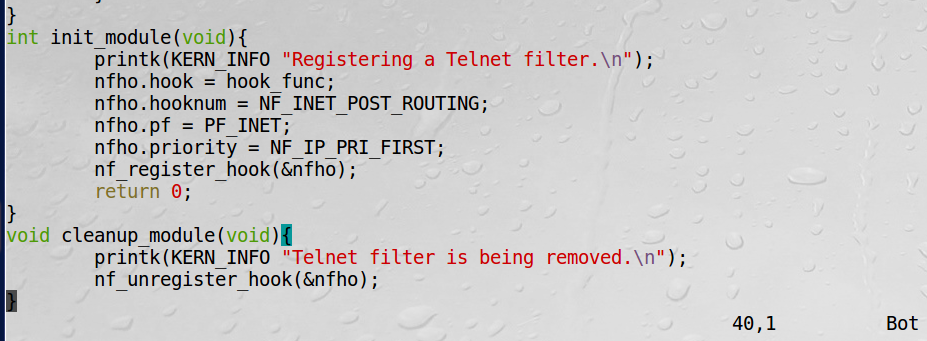 }
int init_module(void){
        printk(KERN_INFO "Registering a Telnet filter.\n");
        nfho.hook = hook_func;
        nfho.hooknum = NF_INET_POST_ROUTING;
        nfho.pf = PF_INET;
        nfho.priority = NF_IP_PRI_FIRST;
        nf_register_hook(&nfho);
        return 0;
}
void cleanup_module(void){
        printk(KERN_INFO "Telnet filter is being removed.\n");
        nf_unregister_hook(&nfho);
}
40,1 Bot